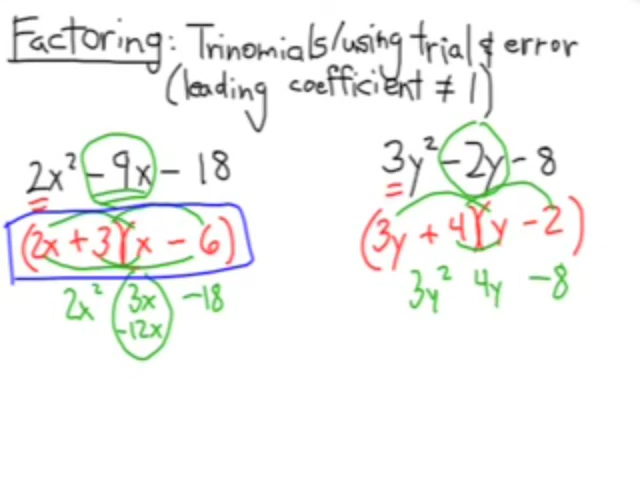 Factoring: Trinomials/using trial & error
(leading coefficient ≠ 1)
2x² - 9x - 18
(2x + 3)(x - 6)
2x² 3x -18
-12x
3y² - 2y - 8
(3y + 4)(y - 2)
3y² 4y -8